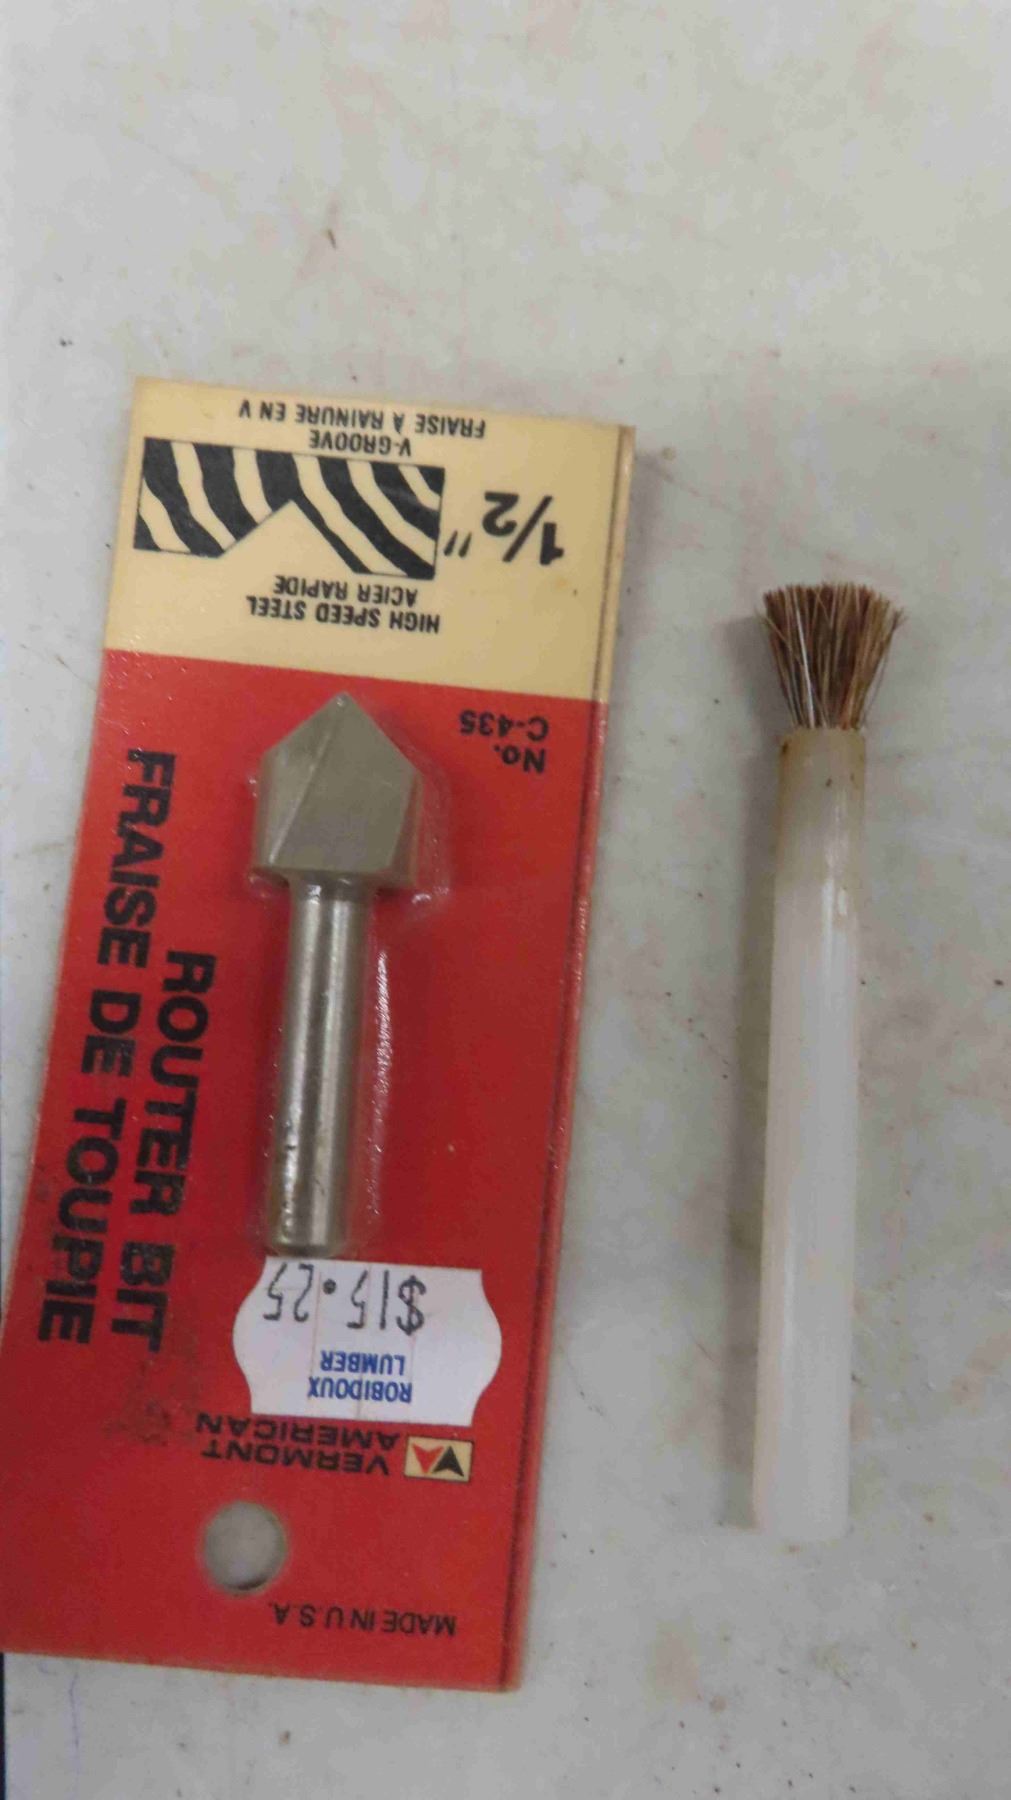 MADE IN U.S.A.
VERMONT
AMERICAN
ROBIDOUX
LUMBER
$15.25
ROUTER BIT
FRAISE DE TOUPIE
No.
C-435
HIGH SPEED STEEL
ACIER RAPIDE
1/2"
V-GROOVE
FRAISE A RAINURE EN V